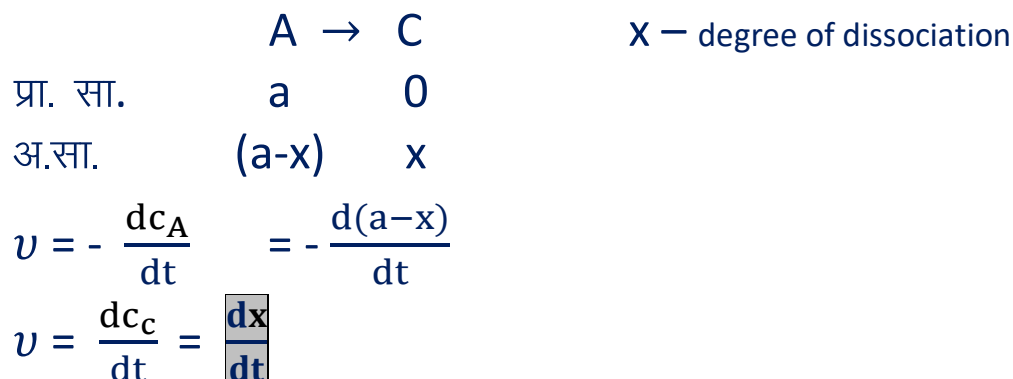 A → C x – degree of dissociation
प्रा. सा. a 0
अ.सा. (a-x) x
υ = - dc_A/dt = - d(a−x)/dt
υ = dc_c/dt = dx/dt